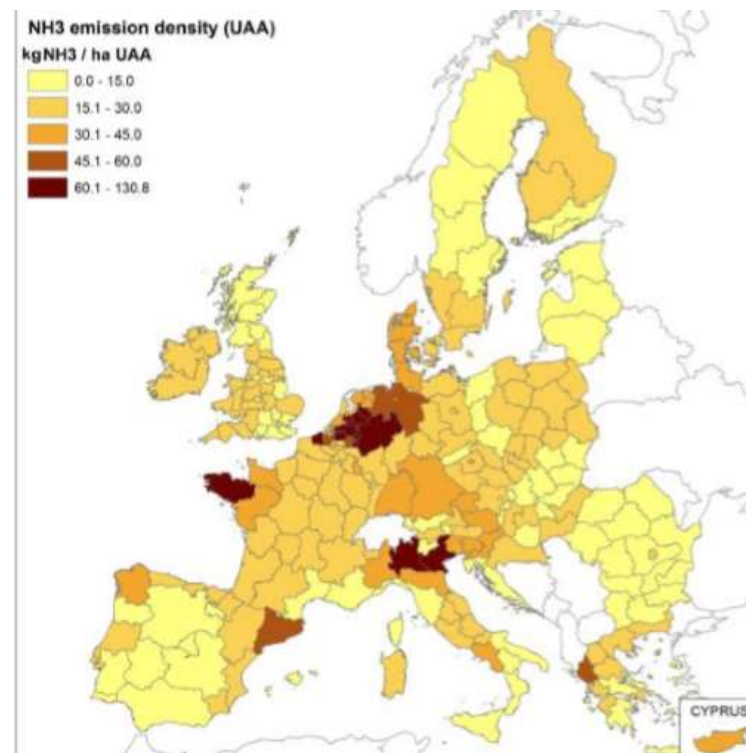 NH3 emission density (UAA)
kgNH3 / ha UAA
0.0 - 15.0
15.1 - 30.0
30.1 - 45.0
45.1 - 60.0
60.1 - 130.8
CYPRUS